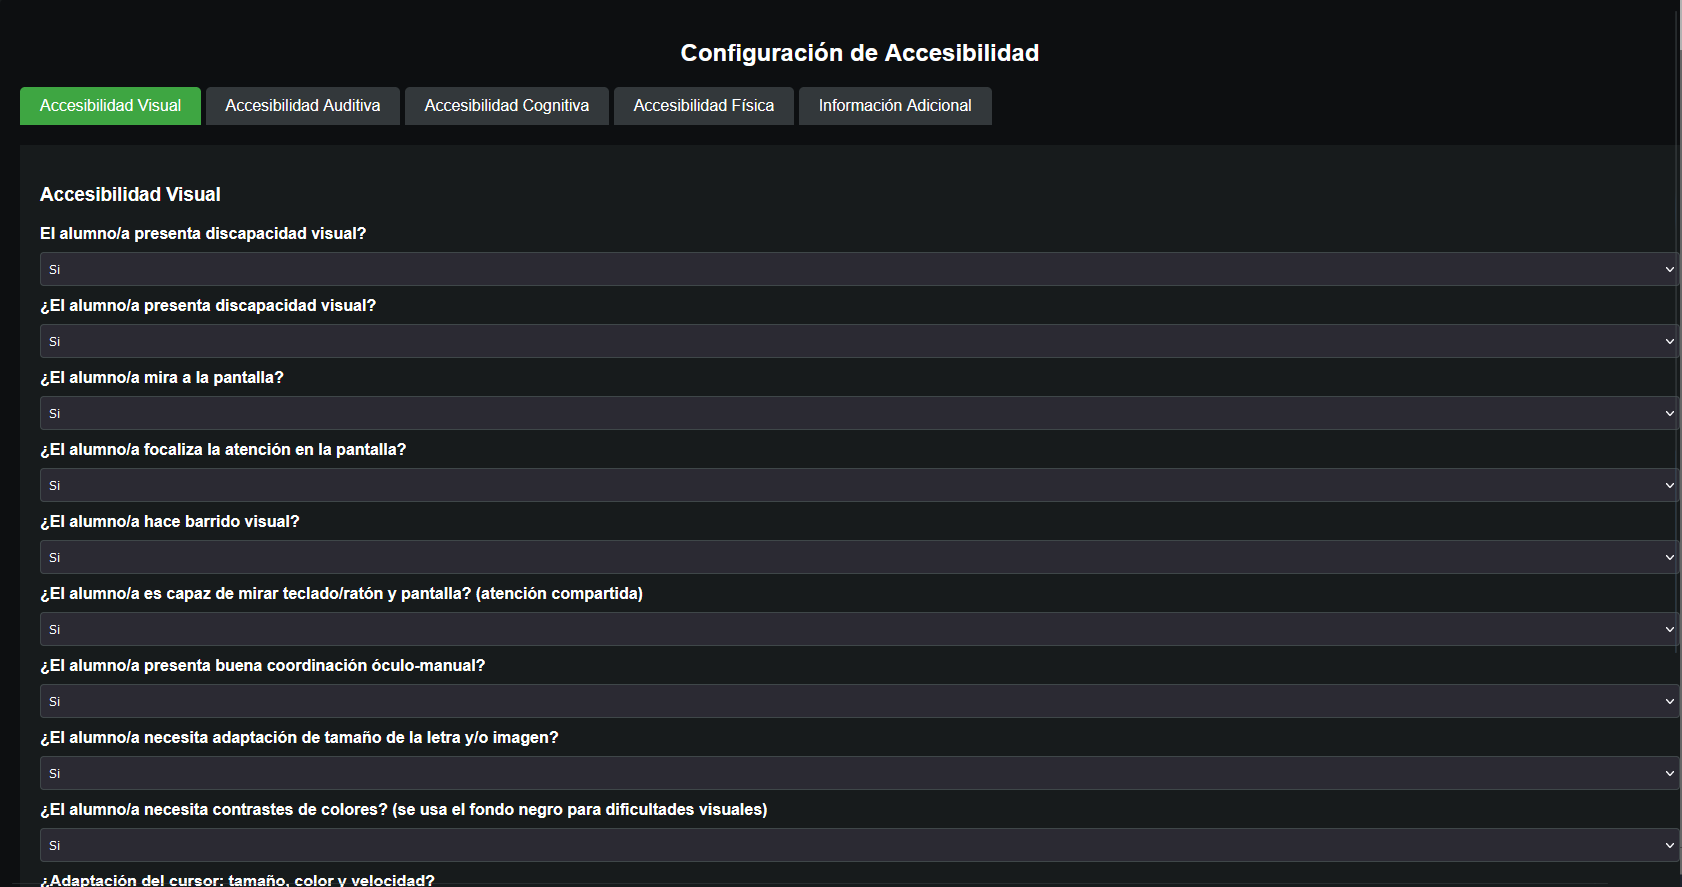 Configuración de Accesibilidad
Accesibilidad Visual
Accesibilidad Auditiva
Accesibilidad Cognitiva
Accesibilidad Física
Información Adicional
Accesibilidad Visual
El alumno/a presenta discapacidad visual?
Si
¿El alumno/a presenta discapacidad visual?
Si
¿El alumno/a mira a la pantalla?
Si
¿El alumno/a focaliza la atención en la pantalla?
Si
¿El alumno/a hace barrido visual?
Si
¿El alumno/a es capaz de mirar teclado/ratón y pantalla? (atención compartida)
Si
¿El alumno/a presenta buena coordinación óculo-manual?
Si
¿El alumno/a necesita adaptación de tamaño de la letra y/o imagen?
Si
¿El alumno/a necesita contrastes de colores? (se usa el fondo negro para dificultades visuales)
Si
¿Adaptación del cursor: tamaño, color y velocidad?